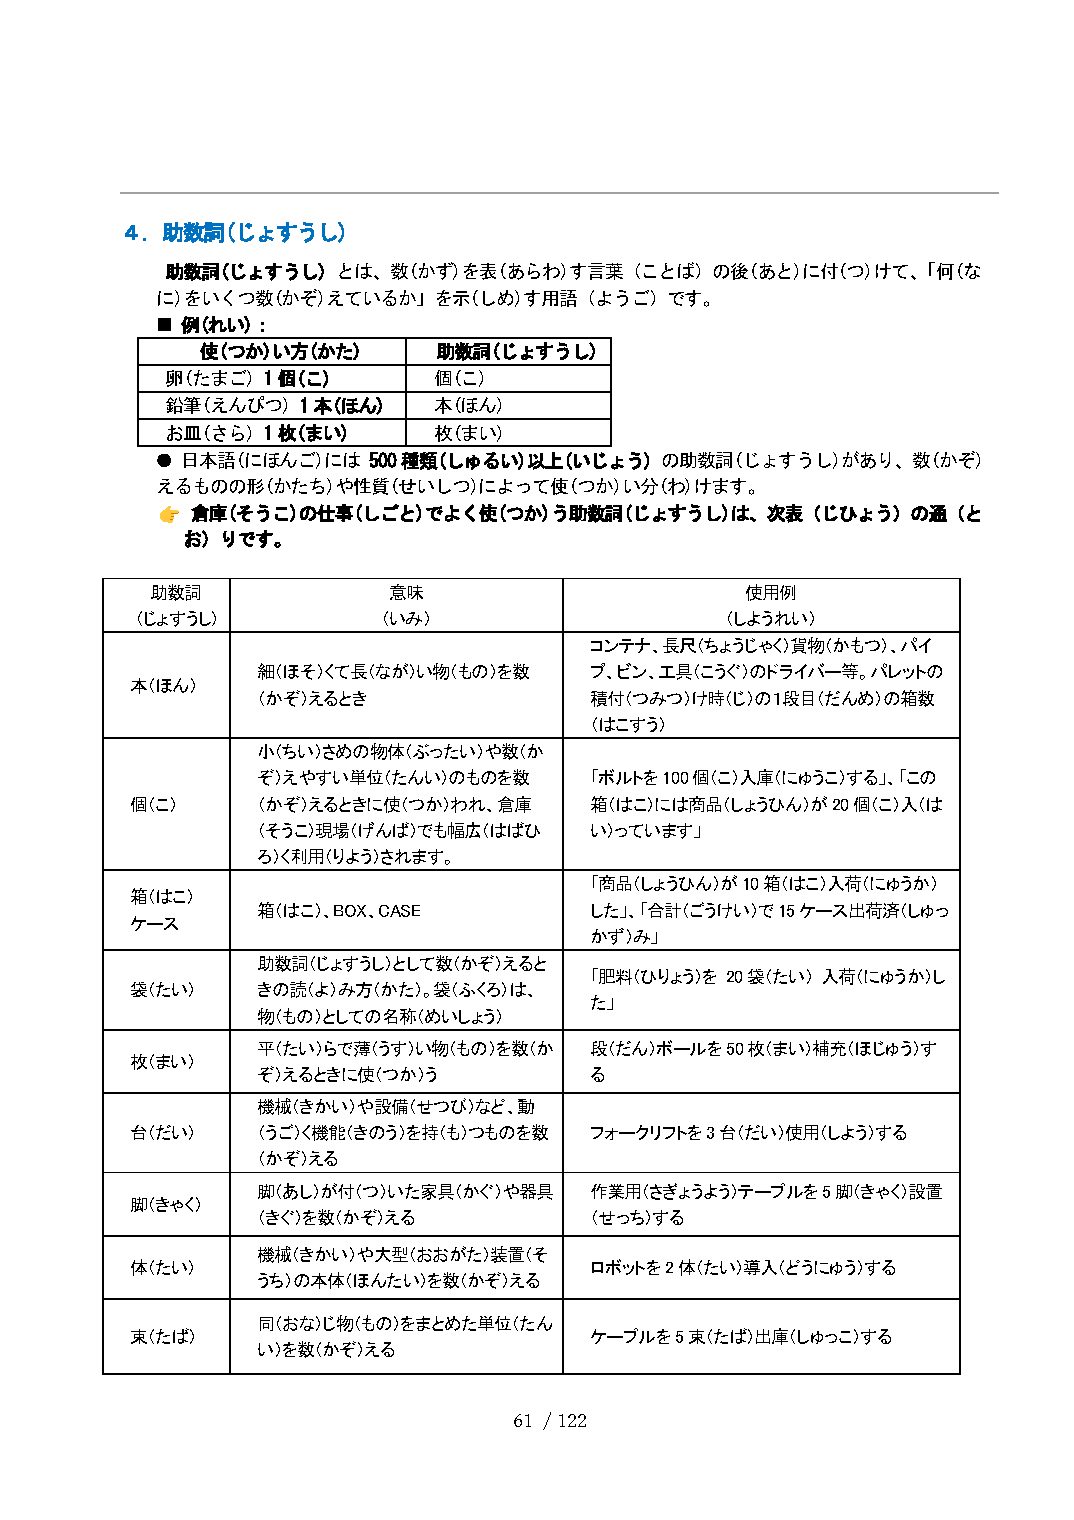 4. 助数詞(じょすうし)
助数詞(じょすうし) とは、数(かず)を表(あらわ)す言葉（ことば）の後(あと)に付(つ)けて、「何(な
に)をいくつ数(かぞ)えているか」を示(しめ)す用語（ようご）です。
■ 例(れい)：
使(つか)い方(かた) 助数詞(じょすうし)
卵(たまご) 1個(こ) 個(こ)
鉛筆(えんぴつ) 1本(ほん) 本(ほん)
お皿(さら) 1枚(まい) 枚(まい)
● 日本語(にほんご)には 500種類(しゅるい)以上(いじょう) の助数詞(じょすうし)があり、数(かぞ)
えるものの形(かたち)や性質(せいしつ)によって使(つか)い分(わ)けます。
👉 倉庫(そうこ)の仕事(しごと)でよく使(つか)う助数詞(じょすうし)は、次表（じひょう）の通（と
お）りです。
助数詞
(じょすうし)
意味
(いみ)
使用例
(しようれい)
本(ほん)
細(ほそ)くて長(なが)い物(もの)を数
(かぞ)えるとき
コンテナ、長尺(ちょうじゃく)貨物(かもつ)、パイ
プ、ビン、工具(こうぐ)のドライバー等。パレットの
積付(つみつ)け時(じ)の1段目(だんめ)の箱数
(はこすう)
個(こ)
小(ちい)さめの物体(ぶったい)や数(か
ぞ)えやすい単位(たんい)のものを数
(かぞ)えるときに使(つか)われ、倉庫
(そうこ)現場(げんば)でも幅広(はばひ
ろ)く利用(りよう)されます。
「ボルトを100個(こ)入庫(にゅうこ)する」、「この
箱(はこ)には商品(しょうひん)が20個(こ)入(は
い)っています」
箱(はこ)
ケース
箱(はこ)、BOX、CASE
「商品(しょうひん)が10箱(はこ)入荷(にゅうか)
した」、「合計(ごうけい)で15ケース出荷済(しゅっ
かず)み」
袋(たい)
助数詞(じょすうし)として数(かぞ)えると
きの読(よ)み方(かた)。袋(ふくろ)は、
物(もの)としての名称(めいしょう)
「肥料(ひりょう)を 20袋(たい) 入荷(にゅうか)し
た」
枚(まい)
平(たい)らで薄(うす)い物(もの)を数(か
ぞ)えるときに使(つか)う
段(だん)ボールを50枚(まい)補充(ほじゅう)す
る
台(だい)
機械(きかい)や設備(せつび)など、動
(うご)く機能(きのう)を持(も)つものを数
(かぞ)える
フォークリフトを3台(だい)使用(しよう)する
脚(きゃく)
脚(あし)が付(つ)いた家具(かぐ)や器具
(きぐ)を数(かぞ)える
作業用(さぎょうよう)テーブルを5脚(きゃく)設置
(せっち)する
体(たい)
機械(きかい)や大型(おおがた)装置(そ
うち)の本体(ほんたい)を数(かぞ)える
ロボットを2体(たい)導入(どうにゅう)する
束(たば)
同(おな)じ物(もの)をまとめた単位(たん
い)を数(かぞ)える
ケーブルを5束(たば)出庫(しゅっこ)する
61 / 122